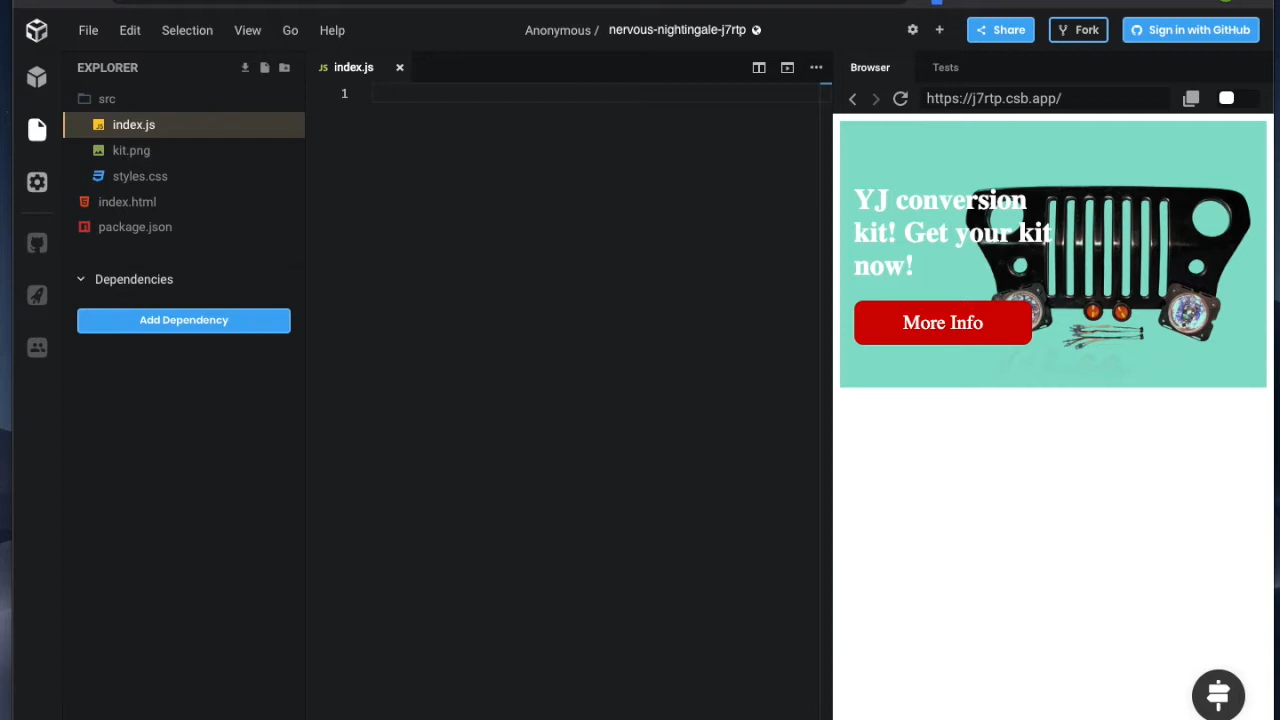 File Edit Selection View Go Help
Anonymous / nervous-nightingale-j7rtp
Share
Fork
Sign in with GitHub
EXPLORER
src
index.js
kit.png
styles.css
index.html
package.json
Dependencies
Add Dependency
JS index.js
1
Browser Tests
https://j7rtp.csb.app/
YJ conversion
kit! Get your kit
now!
More Info